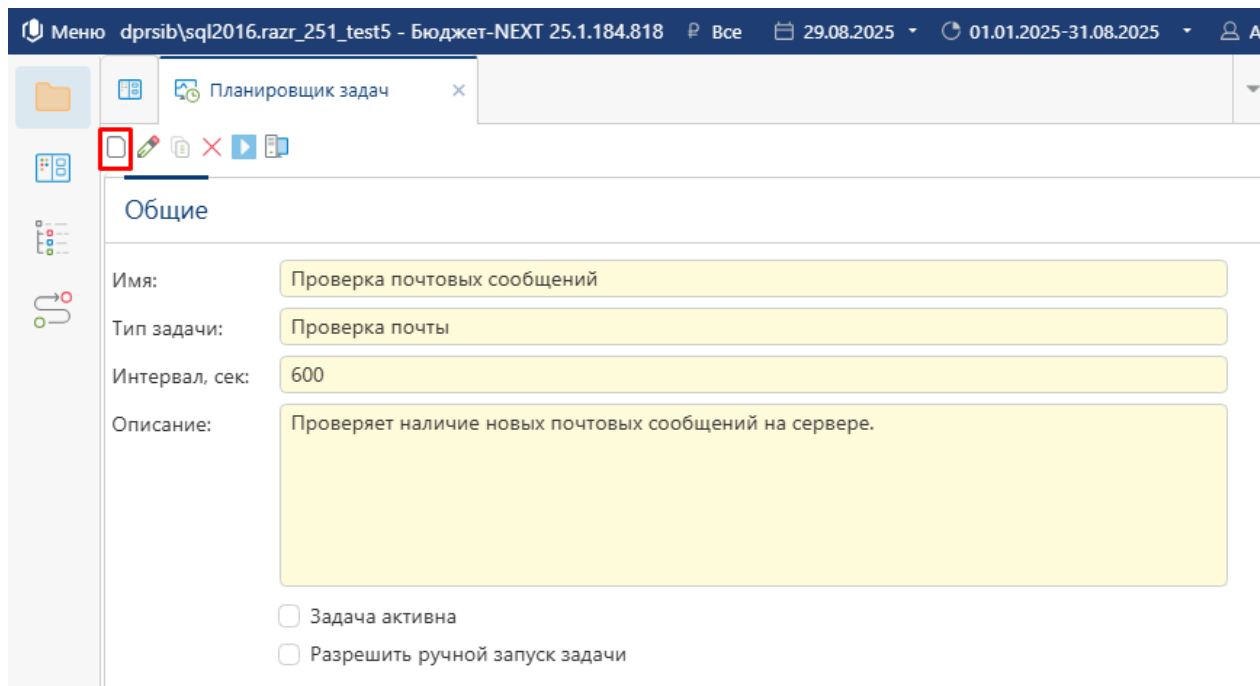 Меню dprsib\sql2016.razr_251_test5 - Бюджет-NEXT 25.1.184.818 ₽ Все 29.08.2025 01.01.2025-31.08.2025
Планировщик задач
Общие
Имя: Проверка почтовых сообщений
Тип задачи: Проверка почты
Интервал, сек: 600
Описание: Проверяет наличие новых почтовых сообщений на сервере.
Задача активна
Разрешить ручной запуск задачи